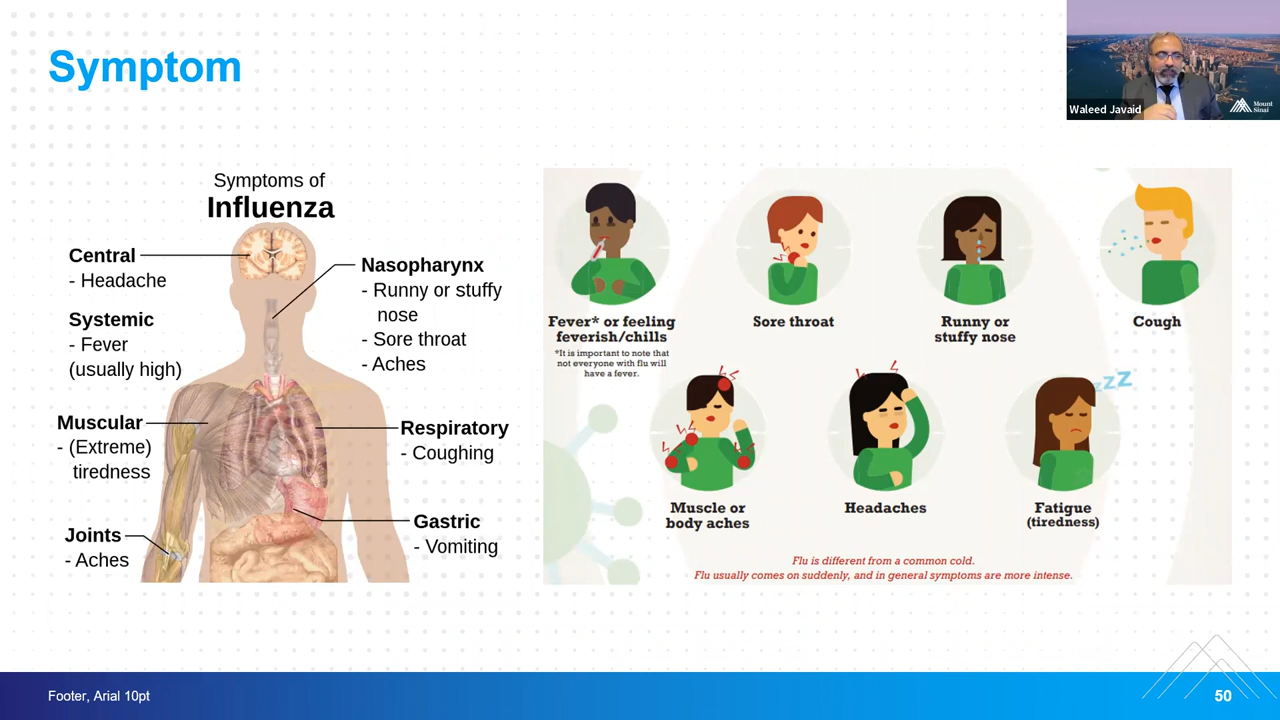 Symptom
Waleed Javaid
Mount
Sinai
Symptoms of
Influenza
Central
- Headache
Systemic
- Fever
(usually high)
Muscular
- (Extreme)
tiredness
Joints
- Aches
Nasopharynx
- Runny or stuffy
nose
- Sore throat
- Aches
Respiratory
- Coughing
Gastric
- Vomiting
Fever* or feeling
feverish/chills
*It is important to note that
not everyone with flu will
have a fever.
Sore throat
Runny or
stuffy nose
Cough
Muscle or
body aches
Headaches
zzZ
Fatigue
(tiredness)
Flu is different from a common cold.
Flu usually comes on suddenly, and in general symptoms are more intense.
Footer, Arial 10pt
50